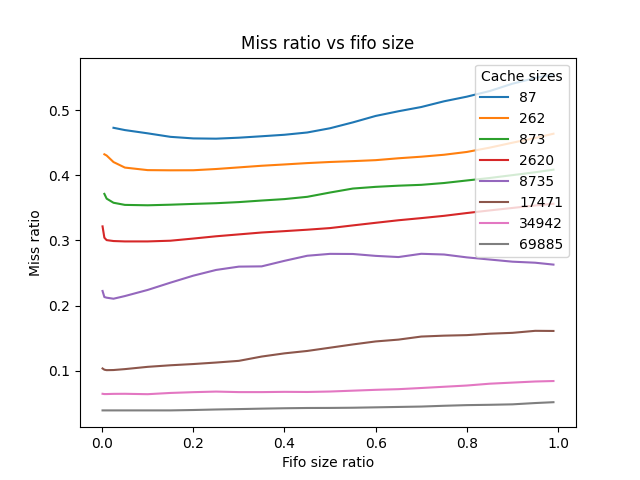 Miss ratio vs fifo size
Cache sizes
87
262
873
2620
8735
17471
34942
69885
Miss ratio
0.5
0.4
0.3
0.2
0.1
0.0 0.2 0.4 0.6 0.8 1.0
Fifo size ratio